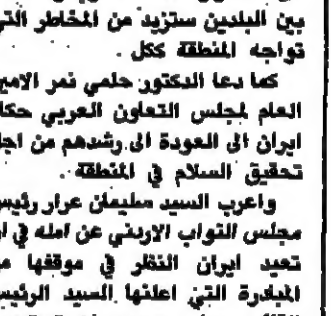 بين البلدين ستزيد من المخاطر التي
تواجه المنطقة ككل .
كما دعا الدكتور حلمي نمر الامين
العام لمجلس التعاون العربي حكام
ايران الى العودة الى رشدهم من اجل
تحقيق السلام في المنطقة .
واعرب السيد سليمان عرار رئيس
مجلس النواب الاردني عن امله في ان
تعيد ايران النظر في موقفها من
المبادرة التي اعلنها السيد الرئيس